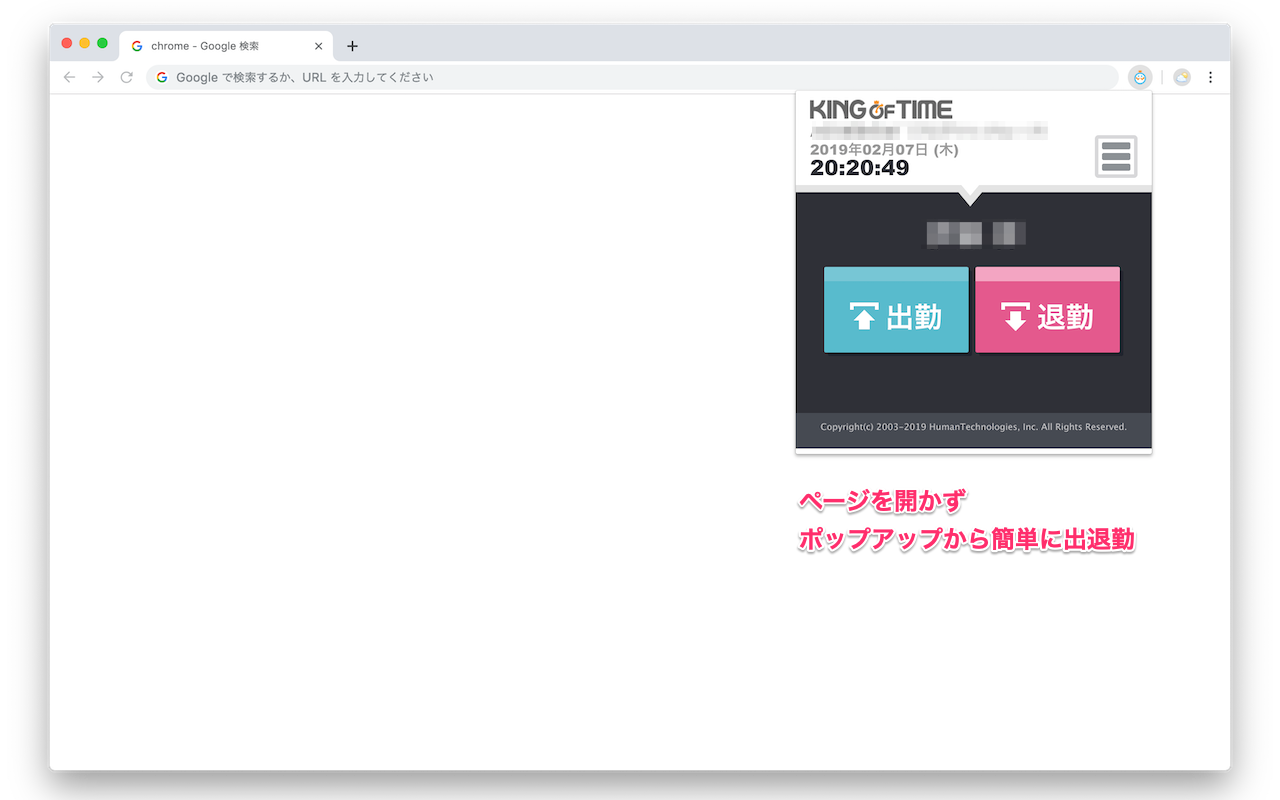 chrome - Google 検索
Google で検索するか、URL を入力してください
KING OF TIME
2019年02月07日 (木)
20:20:49
出勤
退勤
Copyright(c) 2003-2019 HumanTechnologies, Inc. All Rights Reserved.
ページを開かず
ポップアップから簡単に出退勤